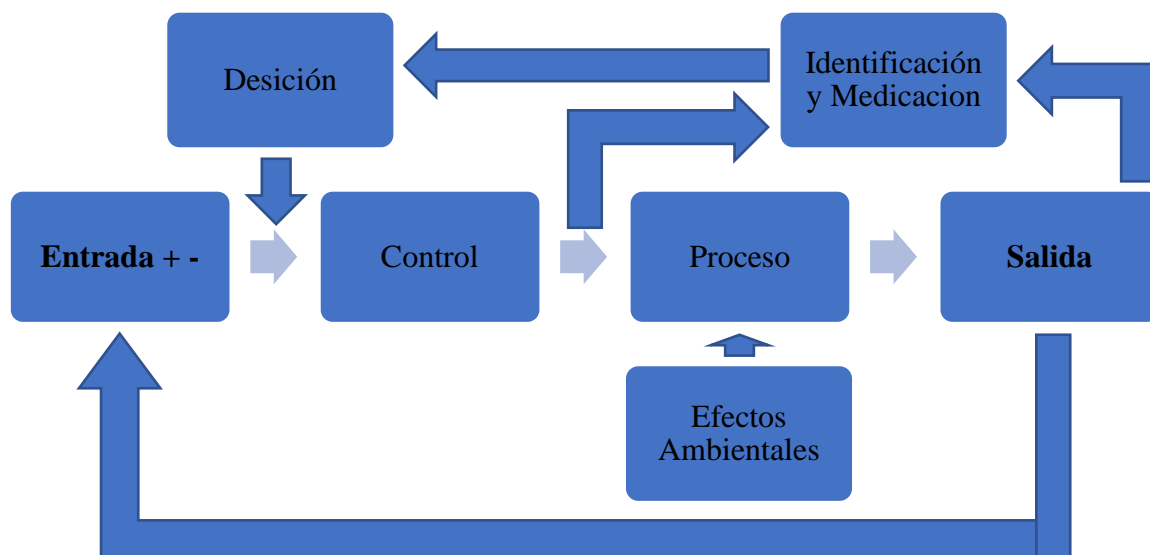 Desición
Identificación
y Medicacion
Entrada + -
Control
Proceso
Salida
Efectos
Ambientales